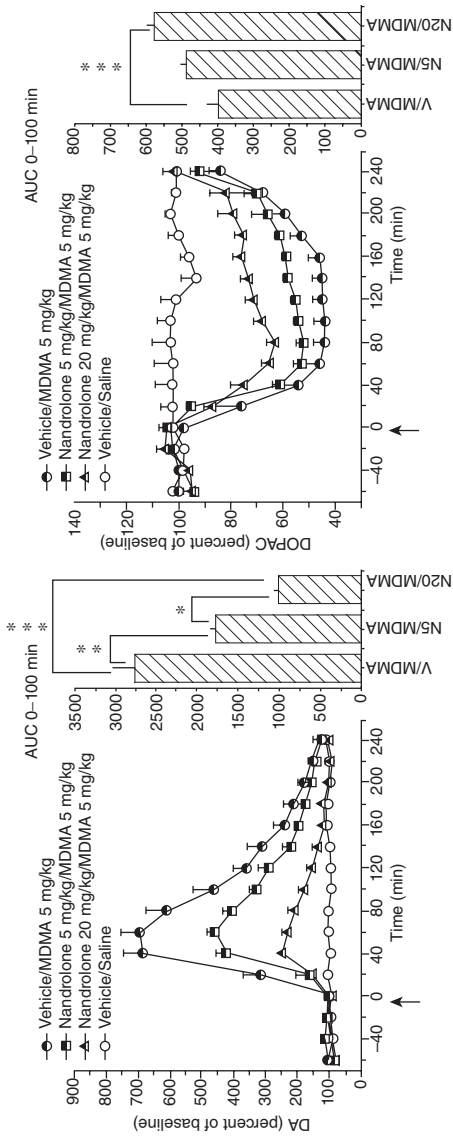 Vehicle/MDMA 5 mg/kg
Nandrolone 5 mg/kg/MDMA 5 mg/kg
Nandrolone 20 mg/kg/MDMA 5 mg/kg
Vehicle/Saline
DA (percent of baseline)
900
800
700
600
500
400
300
200
100
−40 0 40 80 120 160 200 240
Time (min)
AUC 0–100 min
3500
3000
2500
2000
1500
1000
500
0
* * *
* *
*
V/MDMA N5/MDMA N20/MDMA
Vehicle/MDMA 5 mg/kg
Nandrolone 5 mg/kg/MDMA 5 mg/kg
Nandrolone 20 mg/kg/MDMA 5 mg/kg
Vehicle/Saline
DOPAC (percent of baseline)
140
120
100
80
60
40
−40 0 40 80 120 160 200 240
Time (min)
AUC 0–100 min
800
700
600
500
400
300
200
100
0
* * *
V/MDMA N5/MDMA N20/MDMA